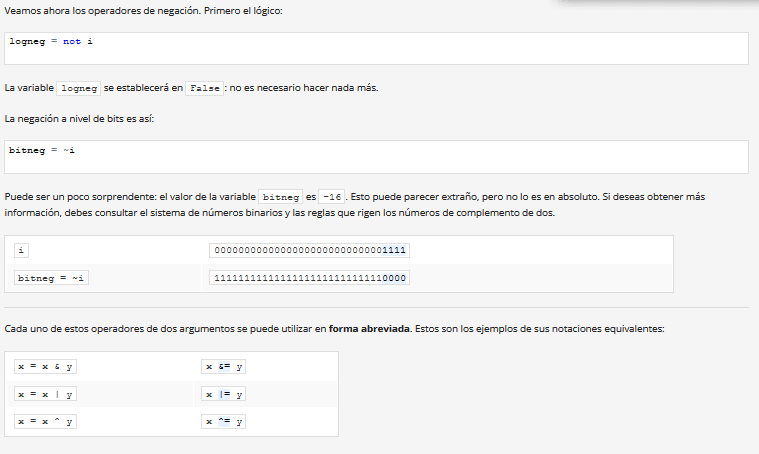 Veamos ahora los operadores de negación. Primero el lógico:
logneg = not i
La variable logneg se establecerá en False : no es necesario hacer nada más.
La negación a nivel de bits es así:
bitneg = ~i
Puede ser un poco sorprendente: el valor de la variable bitneg es -16 . Esto puede parecer extraño, pero no lo es en absoluto. Si deseas obtener más
información, debes consultar el sistema de números binarios y las reglas que rigen los números de complemento de dos.
i 00000000000000000000000000001111
bitneg = ~i 11111111111111111111111111110000
Cada uno de estos operadores de dos argumentos se puede utilizar en forma abreviada. Estos son los ejemplos de sus notaciones equivalentes:
x = x & y x &= y
x = x | y x |= y
x = x ^ y x ^= y